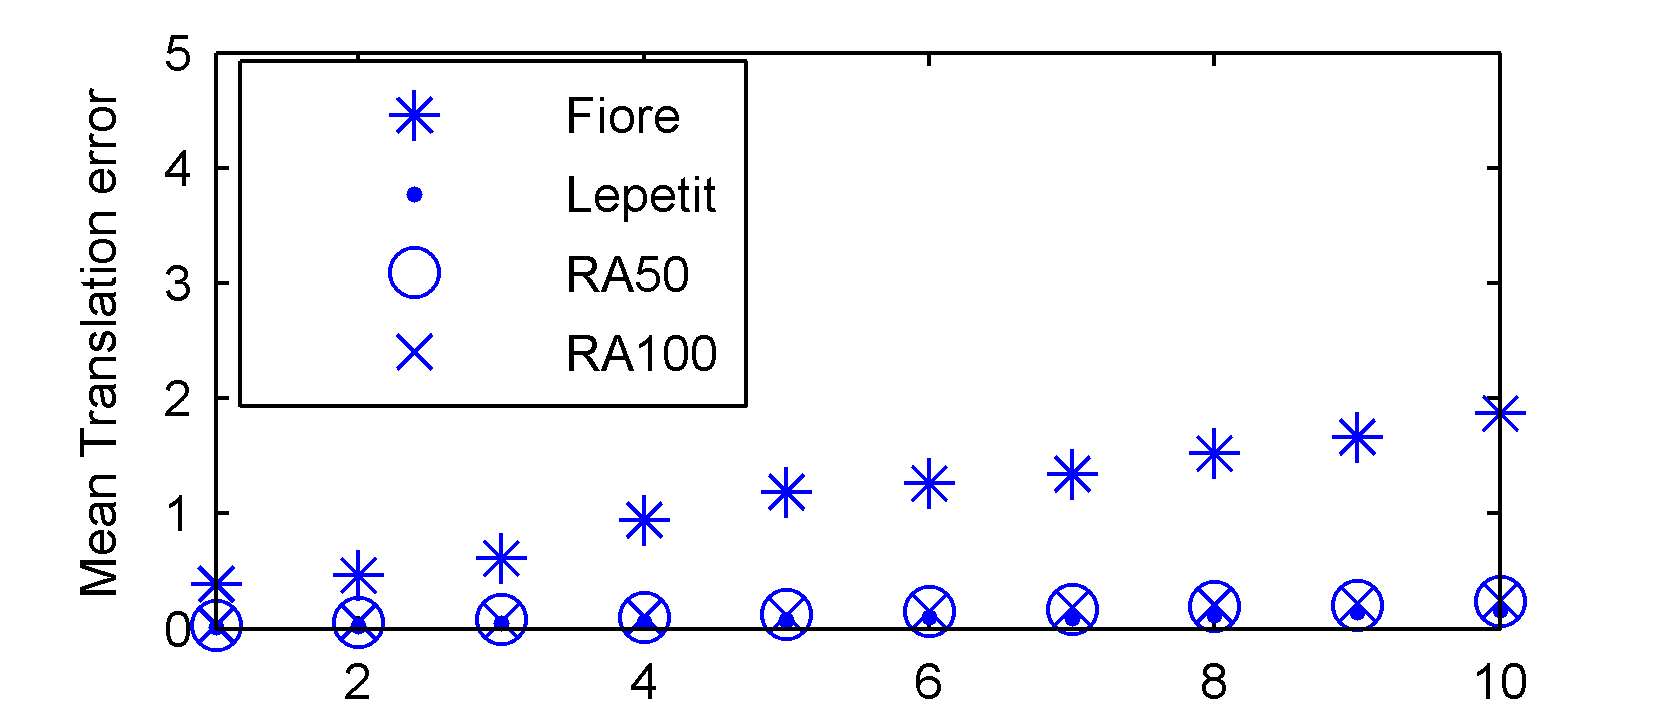 Mean Translation error
5
4
3
2
1
0
Fiore
Lepetit
RA50
RA100
2 4 6 8 10